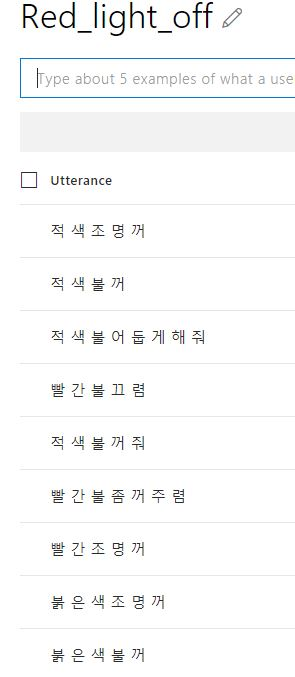 Red_light_off
Type about 5 examples of what a use
Utterance
적 색 조 명 꺼
적 색 불 꺼
적 색 불 어 둡 게 해 줘
빨 간 불 끄 렴
적 색 불 꺼 줘
빨 간 불 좀 꺼 주 렴
빨 간 조 명 꺼
붉 은 색 조 명 꺼
붉 은 색 불 꺼